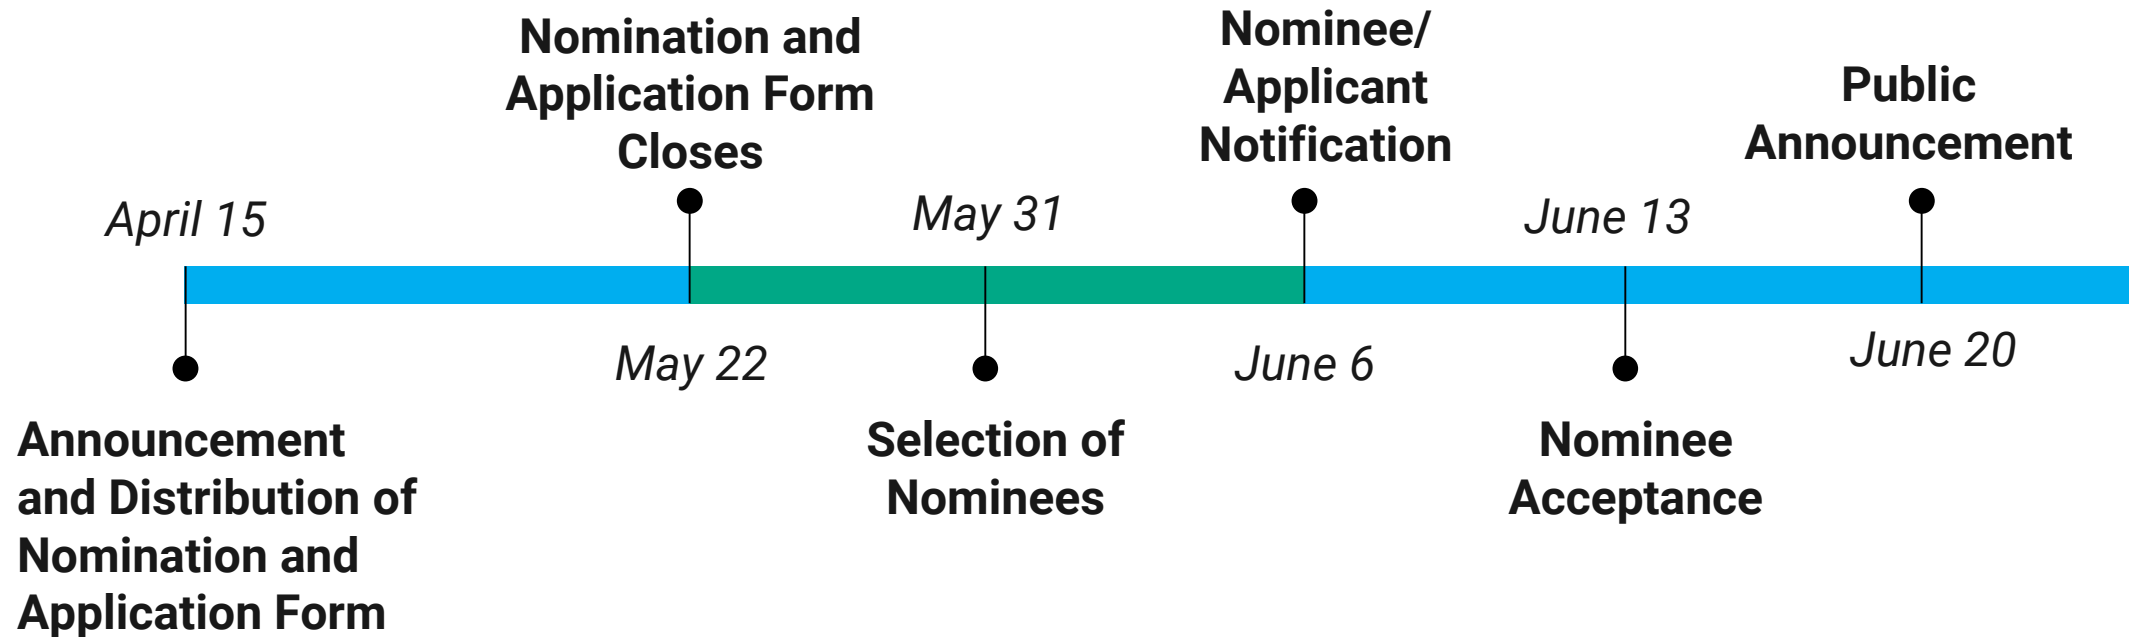 April 15
Announcement
and Distribution of
Nomination and
Application Form
Nomination and
Application Form
Closes
May 22
May 31
Selection of
Nominees
Nominee/
Applicant
Notification
June 6
June 13
Nominee
Acceptance
Public
Announcement
June 20